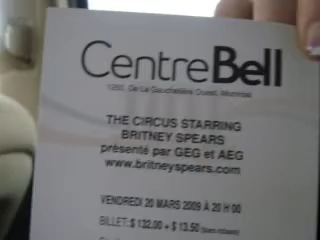 CentreBell
1260, De La Gauchetière Ouest, Montréal
THE CIRCUS STARRING
BRITNEY SPEARS
présenté par GEG et AEG
www.britneyspears.com
VENDREDI 20 MARS 2009 À 20 H 00
BILLET: $ 132.00 + $ 13.50